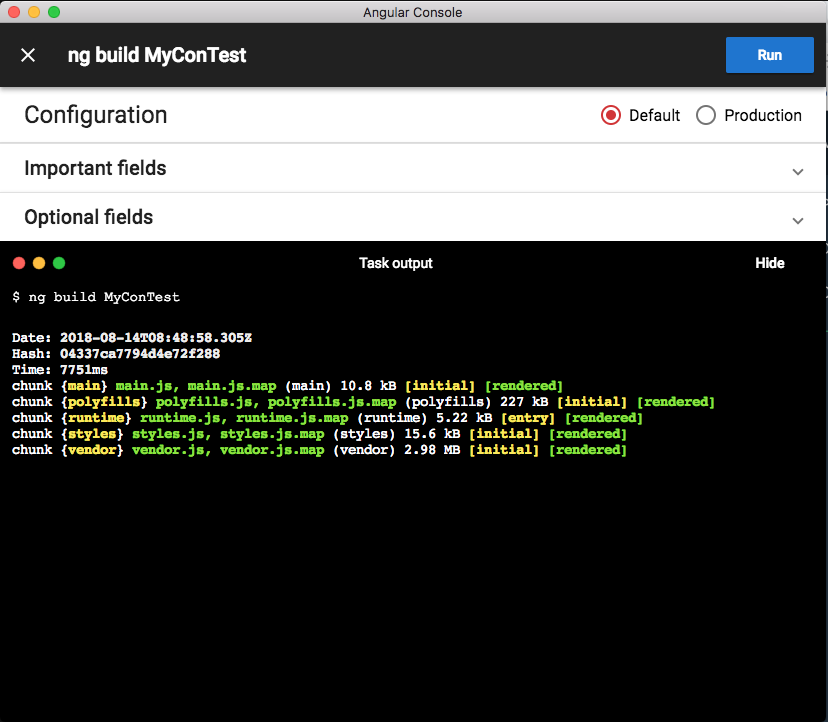 Angular Console
ng build MyConTest
Run
Configuration
Default
Production
Important fields
Optional fields
Task output
Hide
$ ng build MyConTest
Date: 2018-08-14T08:48:58.305Z
Hash: 04337ca7794d4e72f288
Time: 7751ms
chunk {main} main.js, main.js.map (main) 10.8 kB [initial] [rendered]
chunk {polyfills} polyfills.js, polyfills.js.map (polyfills) 227 kB [initial] [rendered]
chunk {runtime} runtime.js, runtime.js.map (runtime) 5.22 kB [entry] [rendered]
chunk {styles} styles.js, styles.js.map (styles) 15.6 kB [initial] [rendered]
chunk {vendor} vendor.js, vendor.js.map (vendor) 2.98 MB [initial] [rendered]